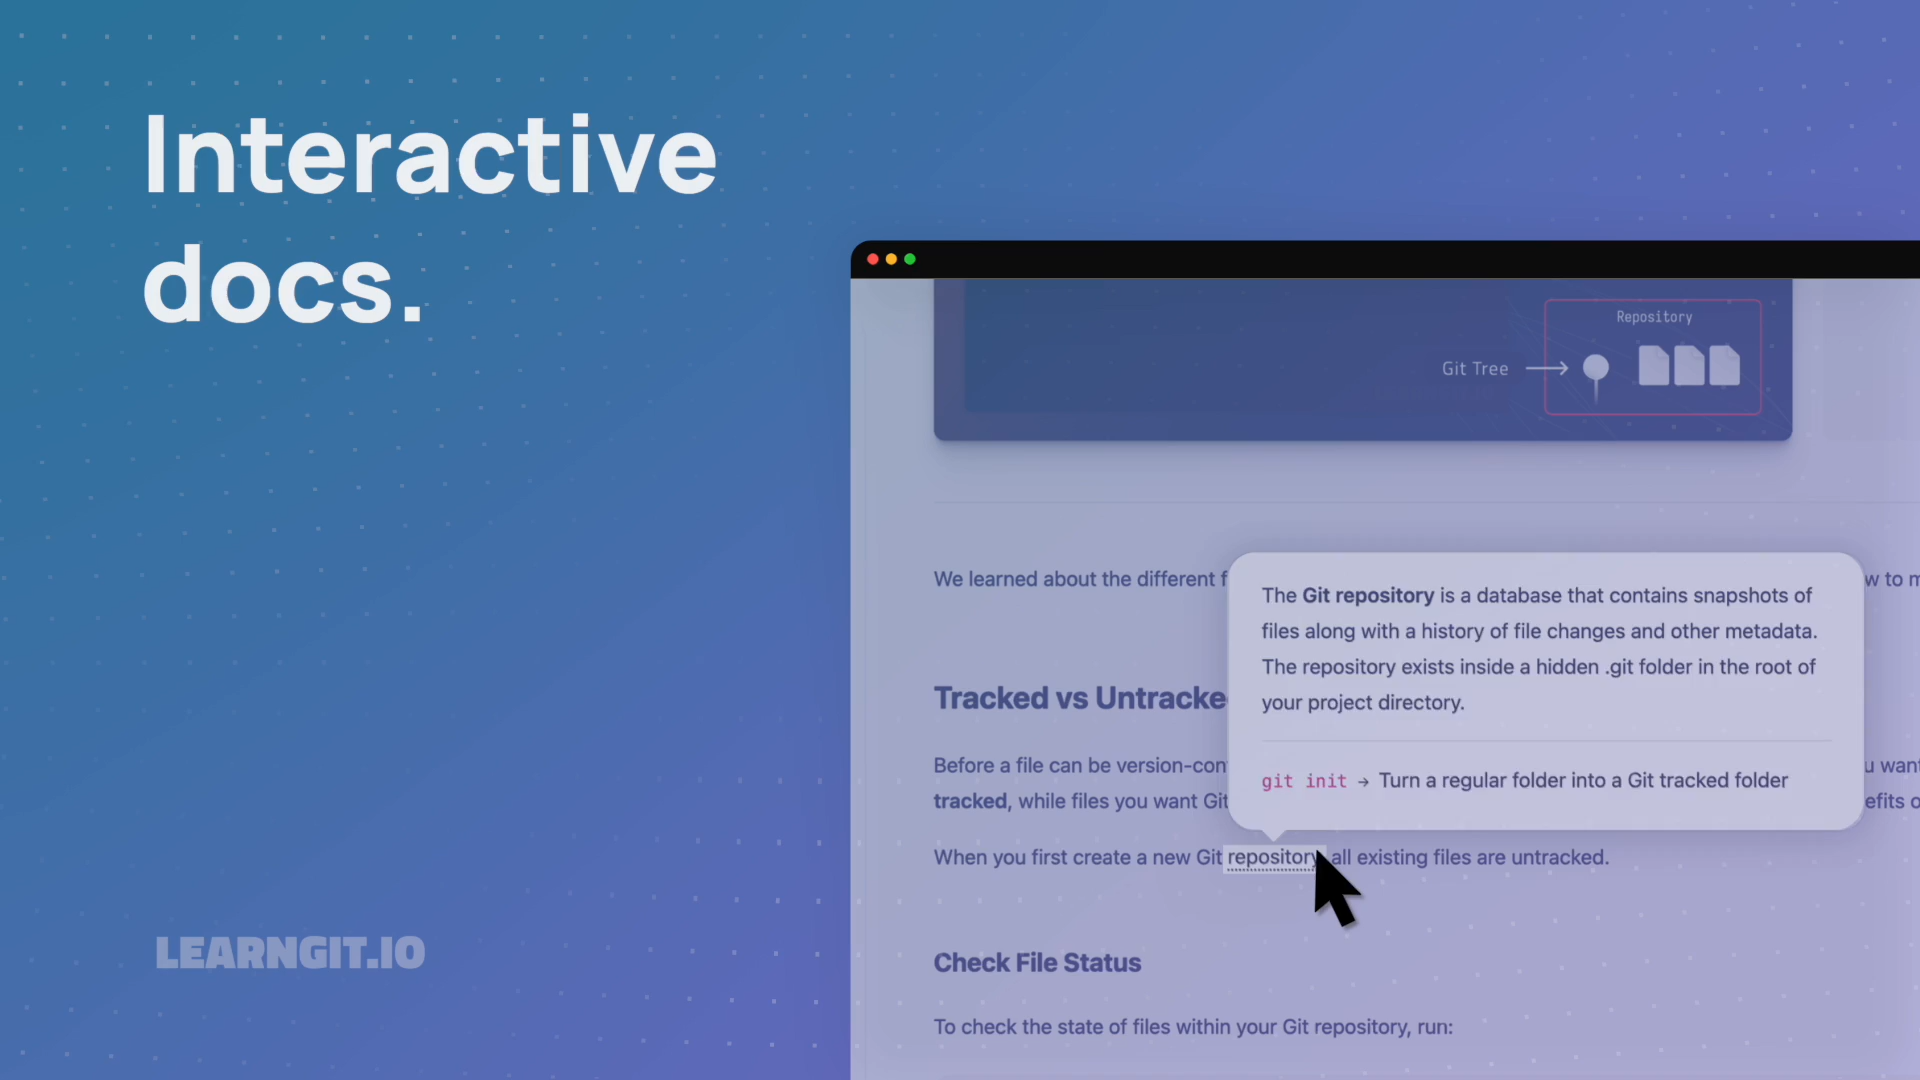 Interactive
docs.
Repository
Git Tree
We learned about the different
w to
The Git repository is a database that contains snapshots of
files along with a history of file changes and other metadata.
The repository exists inside a hidden .git folder in the root of
your project directory.
git init → Turn a regular folder into a Git tracked folder
Tracked vs Untracke
Before a file can be version-con
u want
tracked, while files you want Git
efits
When you first create a new Git repository all existing files are untracked.
Check File Status
To check the state of files within your Git repository, run:
LEARNGIT.IO